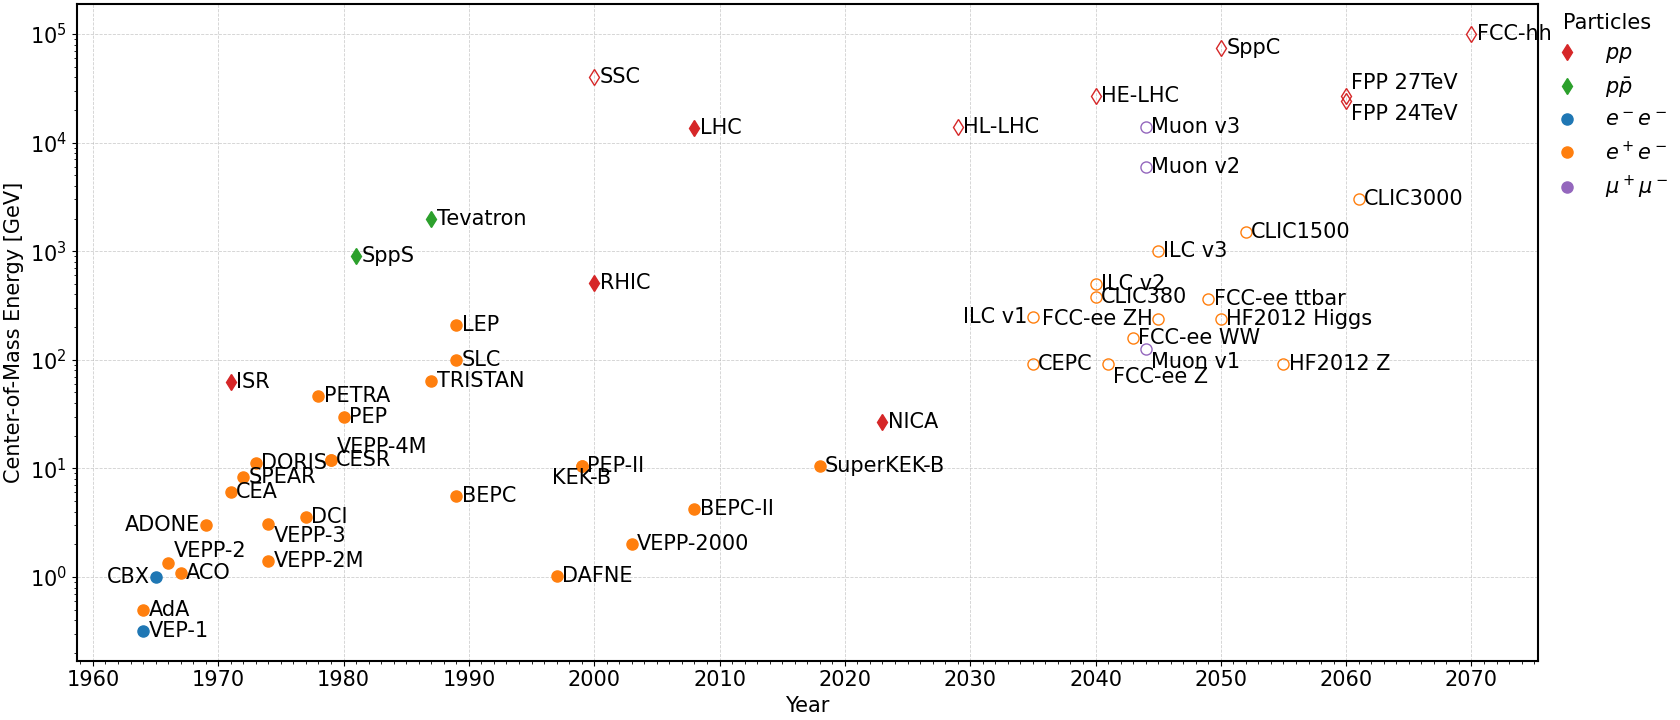 10⁵
10⁴
10³
10²
10¹
10⁰
Center-of-Mass Energy [GeV]
FCC-hh
SSC
SppC
FPP 27TeV
HE-LHC
FPP 24TeV
LHC
HL-LHC
Muon v3
Muon v2
CLIC3000
Tevatron
CLIC1500
SppS
ILC v3
RHIC
ILC v2
CLIC380
FCC-ee ttbar
LEP
ILC v1
FCC-ee ZH
HF2012 Higgs
FCC-ee WW
SLC
CEPC
Muon v1
HF2012 Z
FCC-ee Z
ISR
TRISTAN
PETRA
PEP
NICA
VEPP-4M
CESR
DORIS
PEP-II
SuperKEK-B
SPEAR
KEK-B
CEA
BEPC
BEPC-II
DCI
ADONE
VEPP-3
VEPP-2000
VEPP-2
VEPP-2M
CBX
ACO
DAFNE
AdA
VEP-1
1960 1970 1980 1990 2000 2010 2020 2030 2040 2050 2060 2070
Year
Particles
pp
pp̄
e⁻e⁻
e⁺e⁻
μ⁺μ⁻